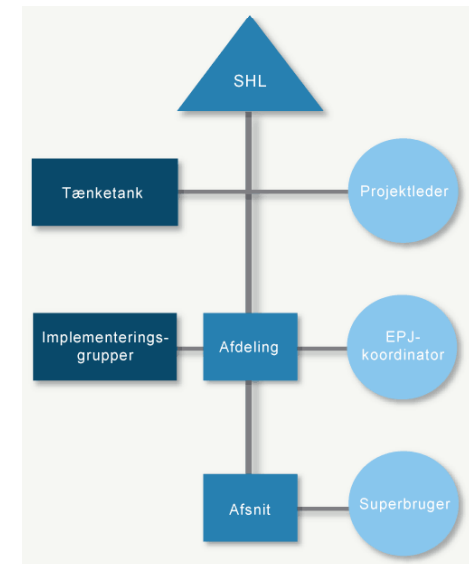 SHL
Tænketank
Projektleder
Implementerings-
grupper
Afdeling
EPJ-
koordinator
Afsnit
Superbruger